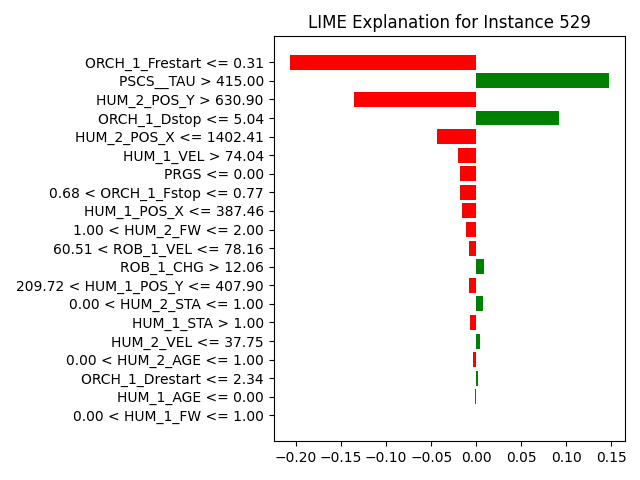 LIME Explanation for Instance 529
ORCH_1_Frestart <= 0.31
PSCS__TAU > 415.00
HUM_2_POS_Y > 630.90
ORCH_1_Dstop <= 5.04
HUM_2_POS_X <= 1402.41
HUM_1_VEL > 74.04
PRGS <= 0.00
0.68 < ORCH_1_Fstop <= 0.77
HUM_1_POS_X <= 387.46
1.00 < HUM_2_FW <= 2.00
60.51 < ROB_1_VEL <= 78.16
ROB_1_CHG > 12.06
209.72 < HUM_1_POS_Y <= 407.90
0.00 < HUM_2_STA <= 1.00
HUM_1_STA > 1.00
HUM_2_VEL <= 37.75
0.00 < HUM_2_AGE <= 1.00
ORCH_1_Drestart <= 2.34
HUM_1_AGE <= 0.00
0.00 < HUM_1_FW <= 1.00
−0.20 −0.15 −0.10 −0.05 0.00 0.05 0.10 0.15